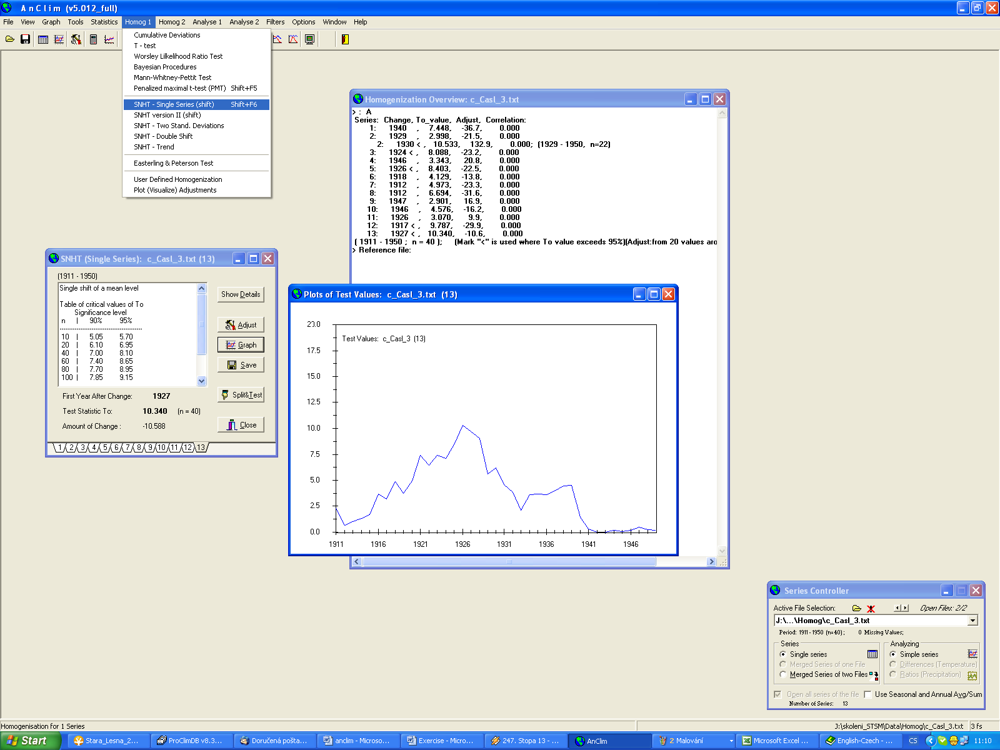 AnClim (v5.012_full)
File View Graph Tools Statistics Homog 1 Homog 2 Analyse 1 Analyse 2 Filters Options Window Help
Cumulative Deviations
T - test
Worsley Lilkelihood Ratio Test
Bayesian Procedures
Mann-Whitney-Pettit Test
Penalized maximal t-test (PMT) Shift+F5
SNHT - Single Series (shift) Shift+F6
SNHT version II (shift)
SNHT - Two Stand. Deviations
SNHT - Double Shift
SNHT - Trend
Easterling & Peterson Test
User Defined Homogenization
Plot (Visualize) Adjustments
Homogenization Overview: c_Casl_3.txt
> : A
Series: Change, To_value, Adjust, Correlation:
1: 1940 , 7.448, -36.7, 0.000
2: 1929 , 2.998, -21.5, 0.000
2: 1930 < , 10.533, 132.9, 0.000; (1929 - 1950, n=22)
3: 1924 < , 8.088, -23.2, 0.000
4: 1946 , 3.343, 20.8, 0.000
5: 1926 < , 8.403, -22.5, 0.000
6: 1918 , 4.129, -13.8, 0.000
7: 1912 , 4.973, -23.3, 0.000
8: 1912 , 6.694, -31.6, 0.000
9: 1947 , 2.901, 16.9, 0.000
10: 1946 , 4.576, -16.2, 0.000
11: 1926 , 3.070, 9.9, 0.000
12: 1917 < , 9.787, -29.9, 0.000
13: 1927 < , 10.340, -10.6, 0.000
( 1911 - 1950 ; n = 40 ); (Mark "<" is used where To value exceeds 95%)(Adjust:from 20 values aro
> Reference file:
SNHT (Single Series): c_Casl_3.txt (13)
(1911 - 1950)
Single shift of a mean level
Table of critical values of To
Significance level
n | 90% 95%
10 | 5.05 5.70
20 | 6.10 6.95
40 | 7.00 8.10
60 | 7.40 8.65
80 | 7.70 8.95
100 | 7.85 9.15
Show Details
Adjust
Graph
Save
Split&Test
Close
First Year After Change: 1927
Test Statistic To: 10.340 (n = 40)
Amount of Change : -10.588
1 2 3 4 5 6 7 8 9 10 11 12 13
Plots of Test Values: c_Casl_3.txt (13)
Test Values: c_Casl_3 (13)
20.0
17.5
15.0
12.5
10.0
7.5
5.0
2.5
0.0
1911 1916 1921 1926 1931 1936 1941 1946
Series Controller
Active File Selection: Open Files: 2/2
J:\...\Homog\c_Casl_3.txt
Period: 1911 - 1950 (n=40) ; 0 Missing Values;
Series
Single series
Merged Series of one File
Merged Series of two Files
Analyzing
Simple series
Differences (Temperature)
Ratios (Precipitation)
Open all series of the file Use Seasonal and Annual Avg/Sum
Number of Series: 13
Homogenisation for 1 Series J:\skoleni_STSM\Data\Homog\c_Casl_3.txt 3 fs
Start Stara_Lesna_2... ProClimDB v8.3... Doručená pošta... anclim - Microso... Exercise - Micro... 247. Stopa 13 - ... AnClim 2 Malování Microsoft Excel ... English-Czech - ... CS 11:10